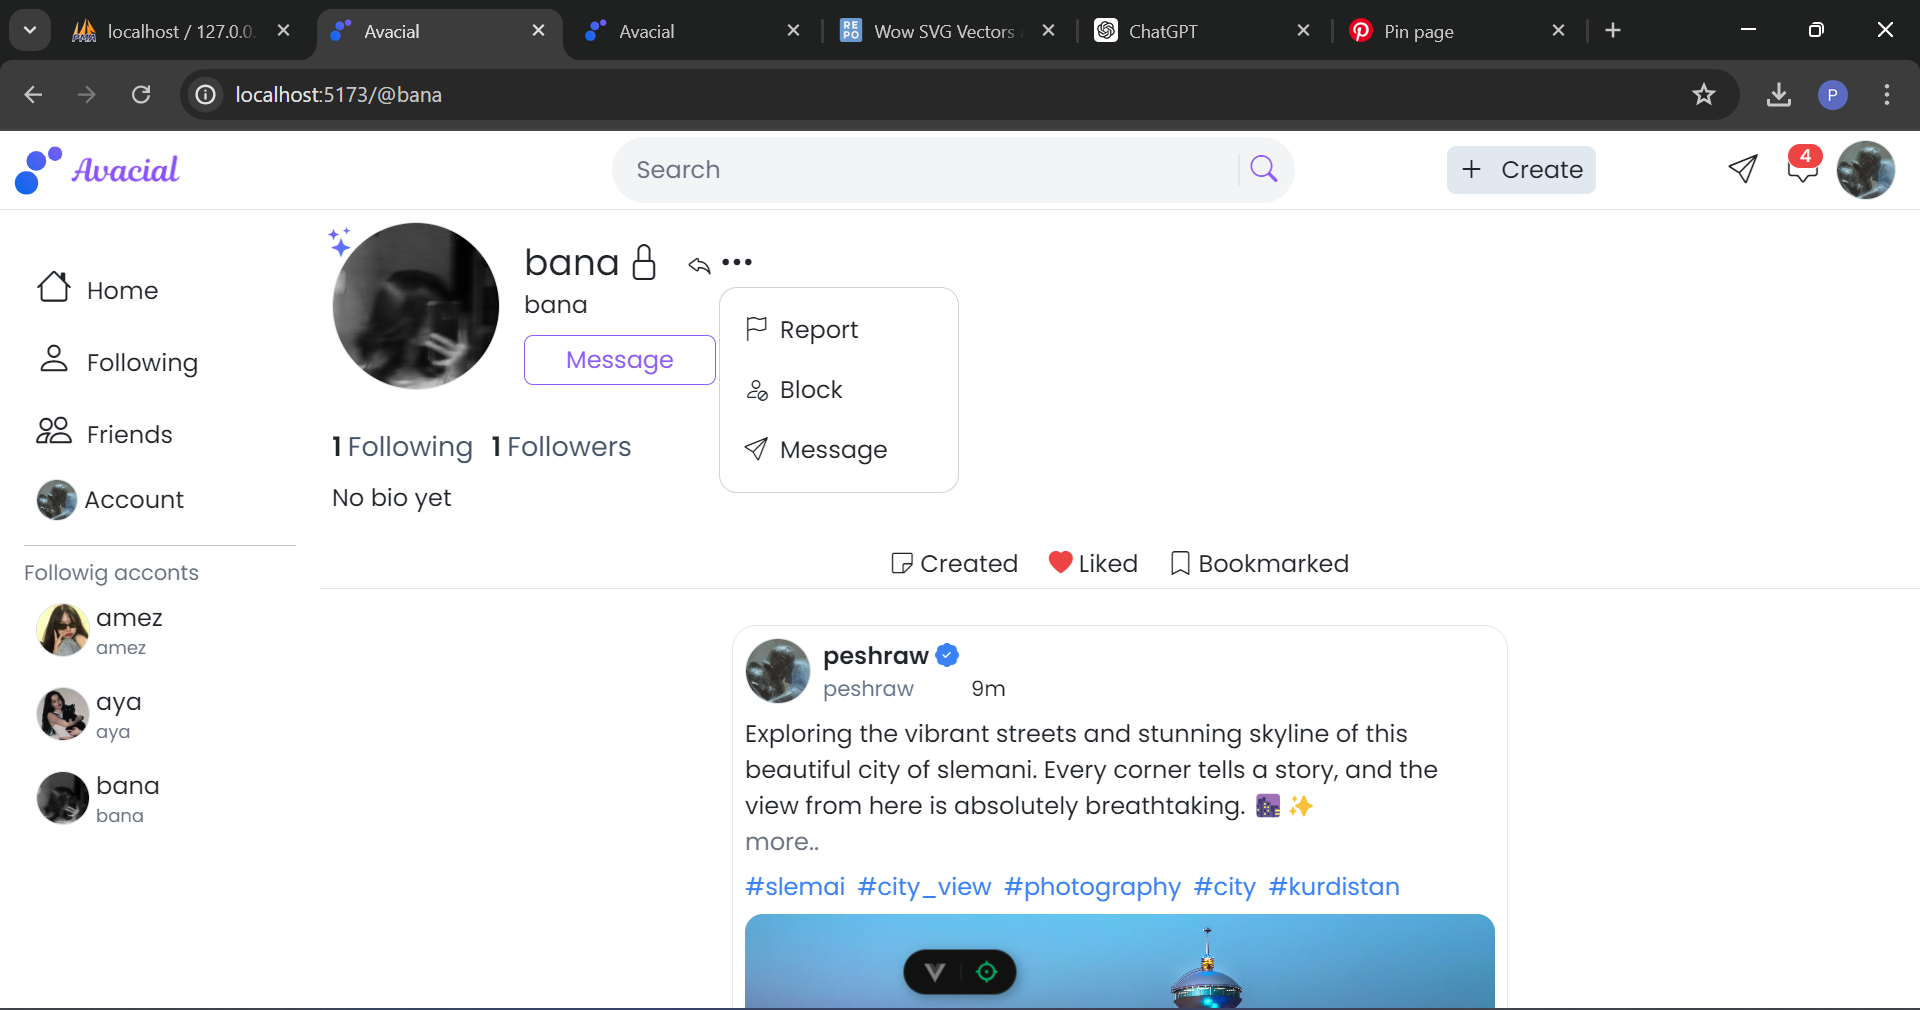 localhost / 127.0.0.
Avacial
Avacial
REPO
Wow SVG Vectors
ChatGPT
Pin page
localhost:5173/@bana
P
Avacial
Search
+ Create
4
Home
Following
Friends
Account
Followig acconts
amez
amez
aya
aya
bana
bana
bana
bana
Message
Report
Block
Message
1 Following 1 Followers
No bio yet
Created Liked Bookmarked
peshraw
peshraw 9m
Exploring the vibrant streets and stunning skyline of this
beautiful city of slemani. Every corner tells a story, and the
view from here is absolutely breathtaking. 🌆 ✨
more..
#slemai #city_view #photography #city #kurdistan